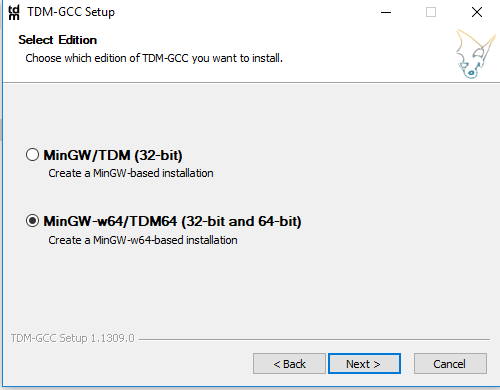 tdm
TDM-GCC Setup
Select Edition
Choose which edition of TDM-GCC you want to install.
MinGW/TDM (32-bit)
Create a MinGW-based installation
MinGW-w64/TDM64 (32-bit and 64-bit)
Create a MinGW-w64-based installation
TDM-GCC Setup 1.1309.0
< Back
Next >
Cancel